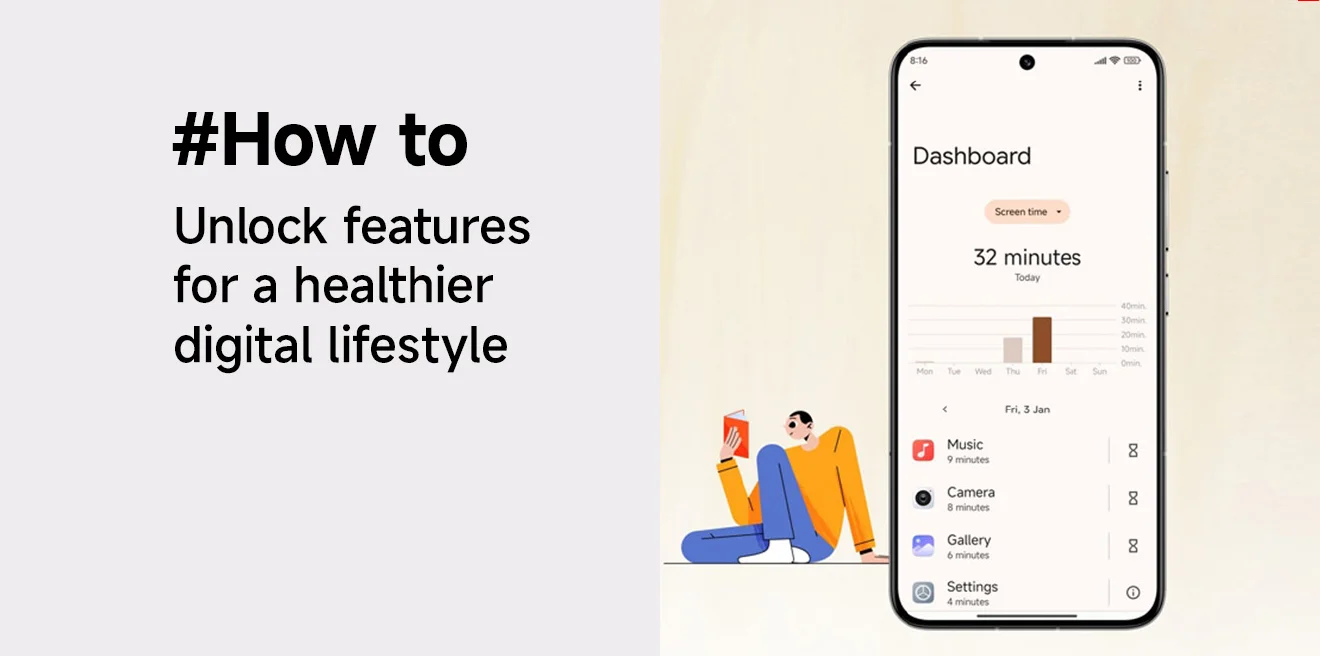 #How to
Unlock features
for a healthier
digital lifestyle
8:16
100
Dashboard
Screen time
32 minutes
Today
40min.
30min.
20min.
10min.
0min.
Mon Tue Wed Thu Fri Sat Sun
Fri, 3 Jan
Music
9 minutes
Camera
8 minutes
Gallery
6 minutes
Settings
4 minutes